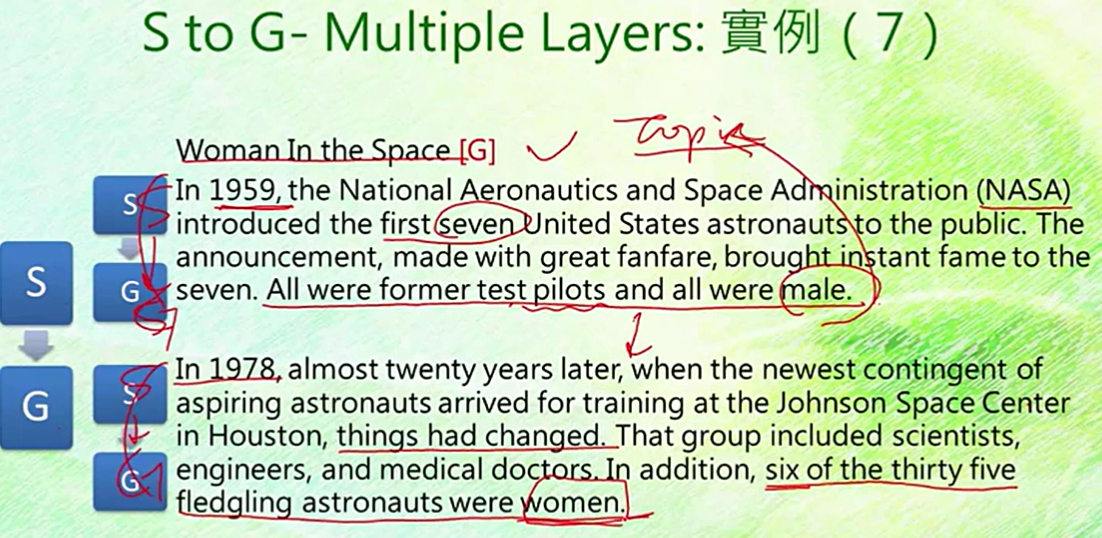 S to G- Multiple Layers: 實例（7）
Woman In the Space [G]
Topic
S
In 1959, the National Aeronautics and Space Administration (NASA)
introduced the first seven United States astronauts to the public. The
announcement, made with great fanfare, brought instant fame to the
S
G
seven. All were former test pilots and all were male.
In 1978, almost twenty years later, when the newest contingent of
G
S
aspiring astronauts arrived for training at the Johnson Space Center
in Houston, things had changed. That group included scientists,
G
engineers, and medical doctors. In addition, six of the thirty five
fledgling astronauts were women.